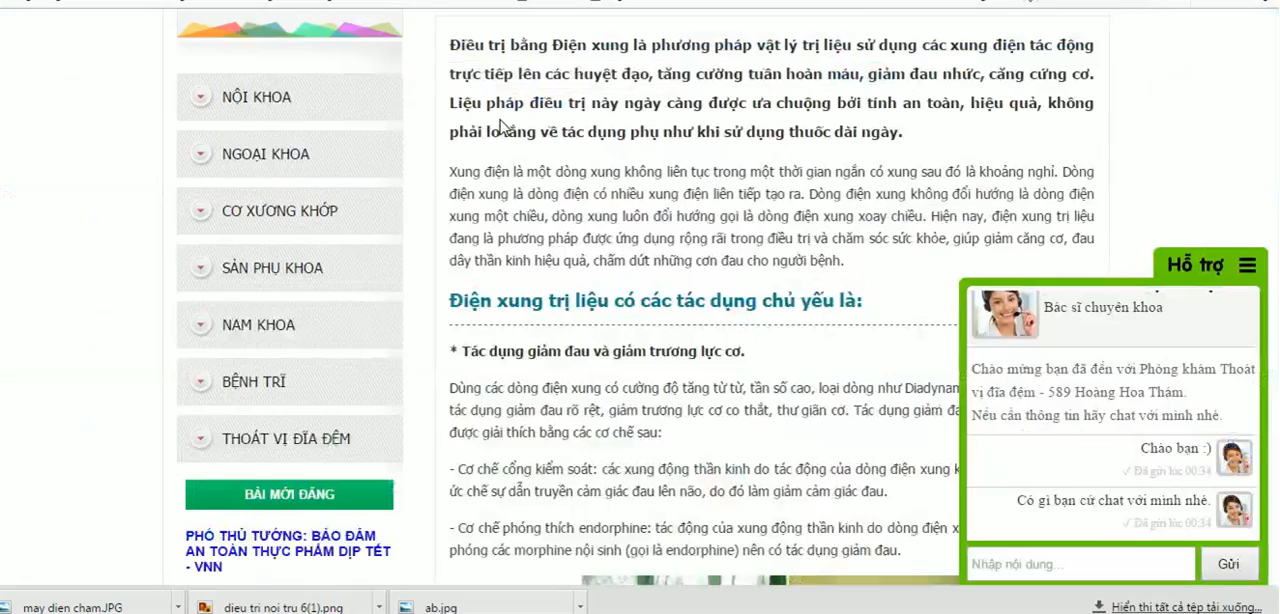 NỘI KHOA
NGOẠI KHOA
CƠ XƯƠNG KHỚP
SẢN PHỤ KHOA
NAM KHOA
BỆNH TRĨ
THOÁT VỊ ĐĨA ĐỆM
BÀI MỚI ĐĂNG
PHÓ THỦ TƯỚNG: BẢO ĐẢM
AN TOÀN THỰC PHẨM DỊP TẾT
- VNN
Điều trị bằng Điện xung là phương pháp vật lý trị liệu sử dụng các xung điện tác động
trực tiếp lên các huyệt đạo, tăng cường tuần hoàn máu, giảm đau nhức, căng cứng cơ.
Liệu pháp điều trị này ngày càng được ưa chuộng bởi tính an toàn, hiệu quả, không
phải lo lắng về tác dụng phụ như khi sử dụng thuốc dài ngày.
Xung điện là một dòng xung không liên tục trong một thời gian ngắn có xung sau đó là khoảng nghỉ. Dòng
điện xung là dòng điện có nhiều xung điện liên tiếp tạo ra. Dòng điện xung không đổi hướng là dòng điện
xung một chiều, dòng xung luôn đổi hướng gọi là dòng điện xung xoay chiều. Hiện nay, điện xung trị liệu
đang là phương pháp được ứng dụng rộng rãi trong điều trị và chăm sóc sức khỏe, giúp giảm căng cơ, đau
dây thần kinh hiệu quả, chấm dứt những cơn đau cho người bệnh.
Điện xung trị liệu có các tác dụng chủ yếu là:
* Tác dụng giảm đau và giảm trương lực cơ.
Dùng các dòng điện xung có cường độ tăng từ từ, tần số cao, loại dòng như Diadynam
tác dụng giảm đau rõ rệt, giảm trương lực cơ co thắt, thư giãn cơ. Tác dụng giảm đa
được giải thích bằng các cơ chế sau:
- Cơ chế cổng kiểm soát: các xung động thần kinh do tác động của dòng điện xung k
ức chế sự dẫn truyền cảm giác đau lên não, do đó làm giảm cảm giác đau.
- Cơ chế phóng thích endorphine: tác động của xung động thần kinh do dòng điện x
phóng các morphine nội sinh (gọi là endorphine) nên có tác dụng giảm đau.
Hỗ trợ
Bác sĩ chuyên khoa
Chào mừng bạn đã đến với Phòng khám Thoát
vị đĩa đệm - 589 Hoàng Hoa Thám.
Nếu cần thông tin hãy chat với mình nhé.
Chào bạn :)
✓ Đã gửi lúc 00:34
Có gì bạn cứ chat với mình nhé.
✓ Đã gửi lúc 00:34
Nhập nội dung...
Gửi
may dien cham.JPG
dieu tri noi tru 6(1).png
ab.jpg
Hiển thị tất cả tệp tải xuống...